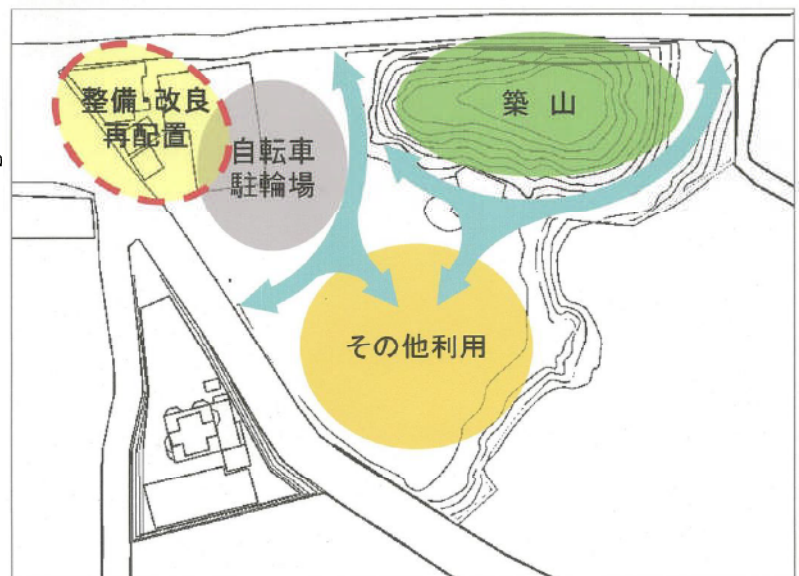 整備・改良
再配置
自転車
駐輪場
築 山
その他利用